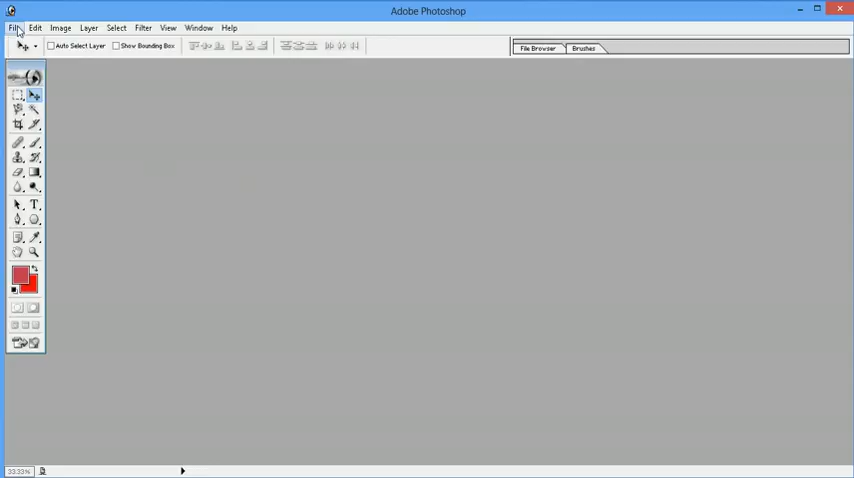 Adobe Photoshop
File Edit Image Layer Select Filter View Window Help
Auto Select Layer Show Bounding Box File Browser Brushes
T
33.33%